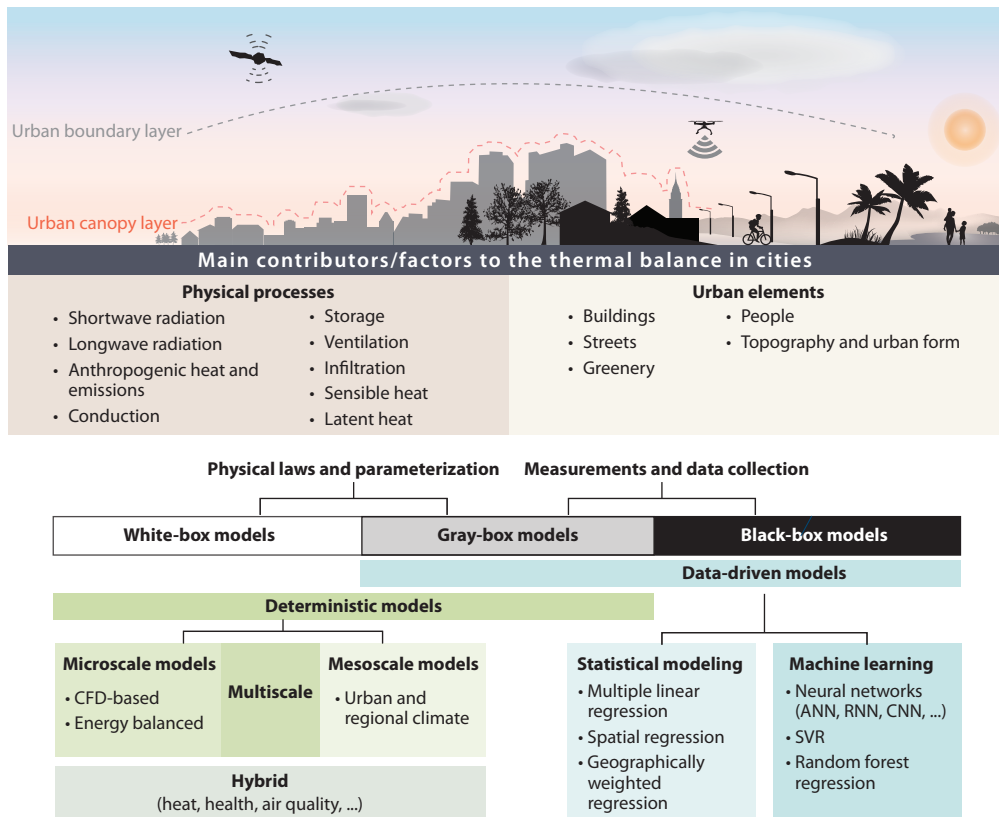 Urban boundary layer
Urban canopy layer
Main contributors/factors to the thermal balance in cities
Physical processes
• Shortwave radiation
• Longwave radiation
• Anthropogenic heat and
emissions
• Conduction
• Storage
• Ventilation
• Infiltration
• Sensible heat
• Latent heat
Urban elements
• Buildings
• Streets
• Greenery
• People
• Topography and urban form
Physical laws and parameterization
Measurements and data collection
White-box models
Gray-box models
Black-box models
Data-driven models
Deterministic models
Microscale models
• CFD-based
• Energy balanced
Multiscale
Mesoscale models
• Urban and
regional climate
Hybrid
(heat, health, air quality, ...)
Statistical modeling
• Multiple linear
regression
• Spatial regression
• Geographically
weighted
regression
Machine learning
• Neural networks
(ANN, RNN, CNN, ...)
• SVR
• Random forest
regression